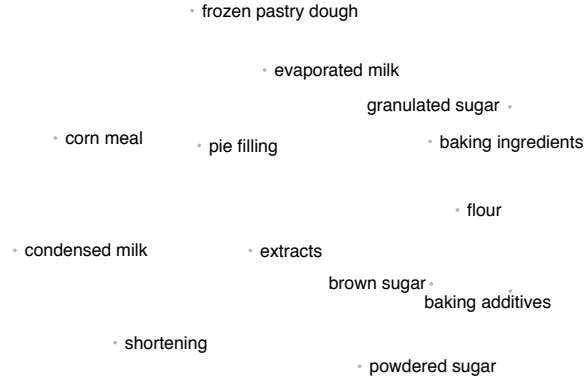 frozen pastry dough
evaporated milk
granulated sugar
corn meal
pie filling
baking ingredients
flour
condensed milk
extracts
brown sugar
baking additives
shortening
powdered sugar